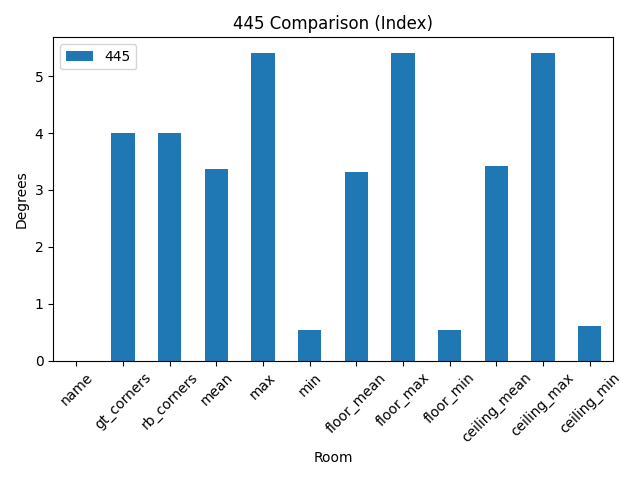 445 Comparison (Index)
445
Degrees
5
4
3
2
1
0
name
gt_corners
rb_corners
mean
max
min
floor_mean
floor_max
floor_min
ceiling_mean
ceiling_max
ceiling_min
Room